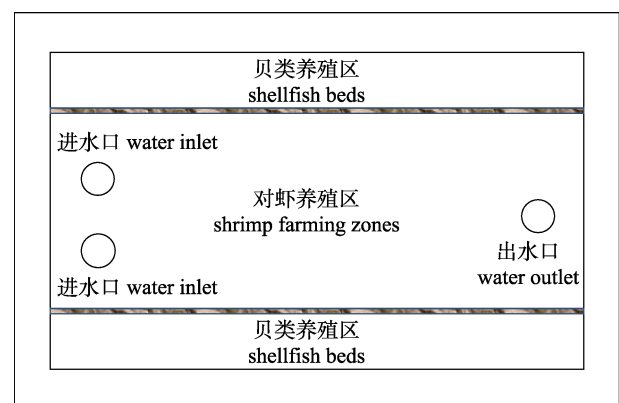 贝类养殖区
shellfish beds
进水口 water inlet
对虾养殖区
shrimp farming zones
出水口
water outlet
进水口 water inlet
贝类养殖区
shellfish beds